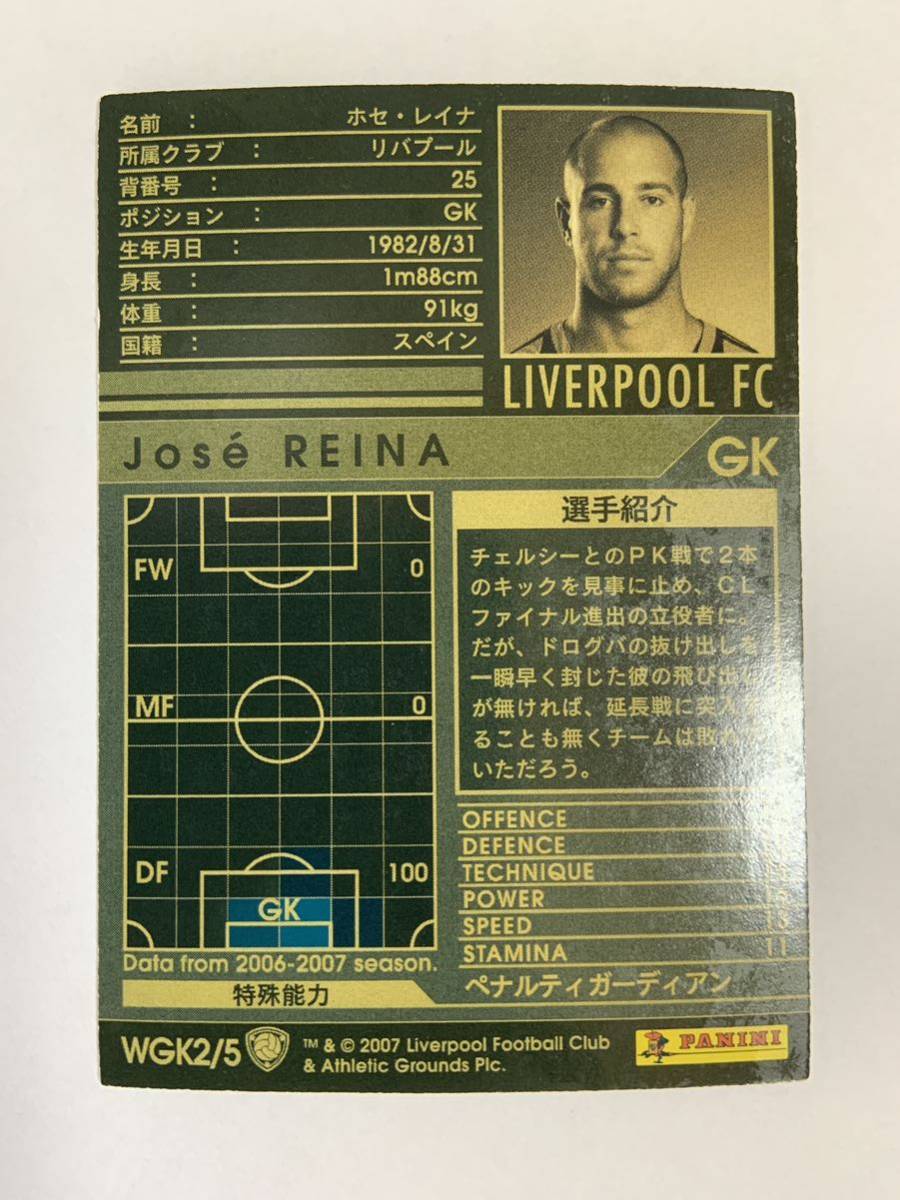 名前 : ホセ・レイナ
所属クラブ : リバプール
背番号 : 25
ポジション : GK
生年月日 : 1982/8/31
身長 : 1m88cm
体重 : 91kg
国籍 : スペイン
LIVERPOOL FC
José REINA
GK
FW 0
MF 0
DF 100
GK
Data from 2006-2007 season.
選手紹介
チェルシーとのPK戦で2本
のキックを見事に止め、CL
ファイナル進出の立役者に。
だが、ドログバの抜け出しを
一瞬早く封じた彼の飛び出し
が無ければ、延長戦に突入す
ることも無くチームは敗れて
いただろう。
OFFENCE
DEFENCE
TECHNIQUE
POWER
SPEED
STAMINA 11
特殊能力
ペナルティガーディアン
WGK2/5
™ & © 2007 Liverpool Football Club
& Athletic Grounds Plc.
PANINI